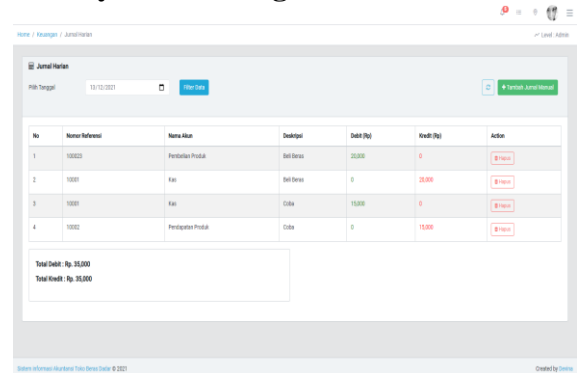 Home / Keuangan / Jurnal Harian
Level : Admin
Jurnal Harian
Pilih Tanggal 13/12/2021 Filter Data + Tambah Jurnal Manual
No Nomor Referensi Nama Akun Deskripsi Debit (Rp) Kredit (Rp) Action
1 100020 Pembelian Produk Beli Beras 20,000 0 Hapus
2 10001 Kas Beli Beras 0 20,000 Hapus
3 10001 Kas Coba 15,000 0 Hapus
4 10002 Pendapatan Produk Coba 0 15,000 Hapus
Total Debit : Rp. 35,000
Total Kredit : Rp. 35,000
Sistem Informasi Akuntansi Toko Beras Dadar © 2021
Created by